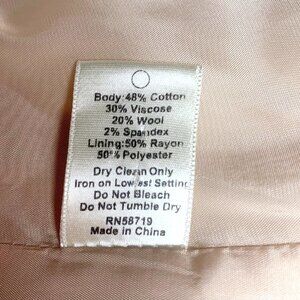 Body:48% Cotton
30% Viscose
20% Wool
2% Spandex
Lining:50% Rayon
50% Polyester
Dry Clean Only
Iron on Lowest Setting
Do Not Bleach
Do Not Tumble Dry
RN58719
Made in China